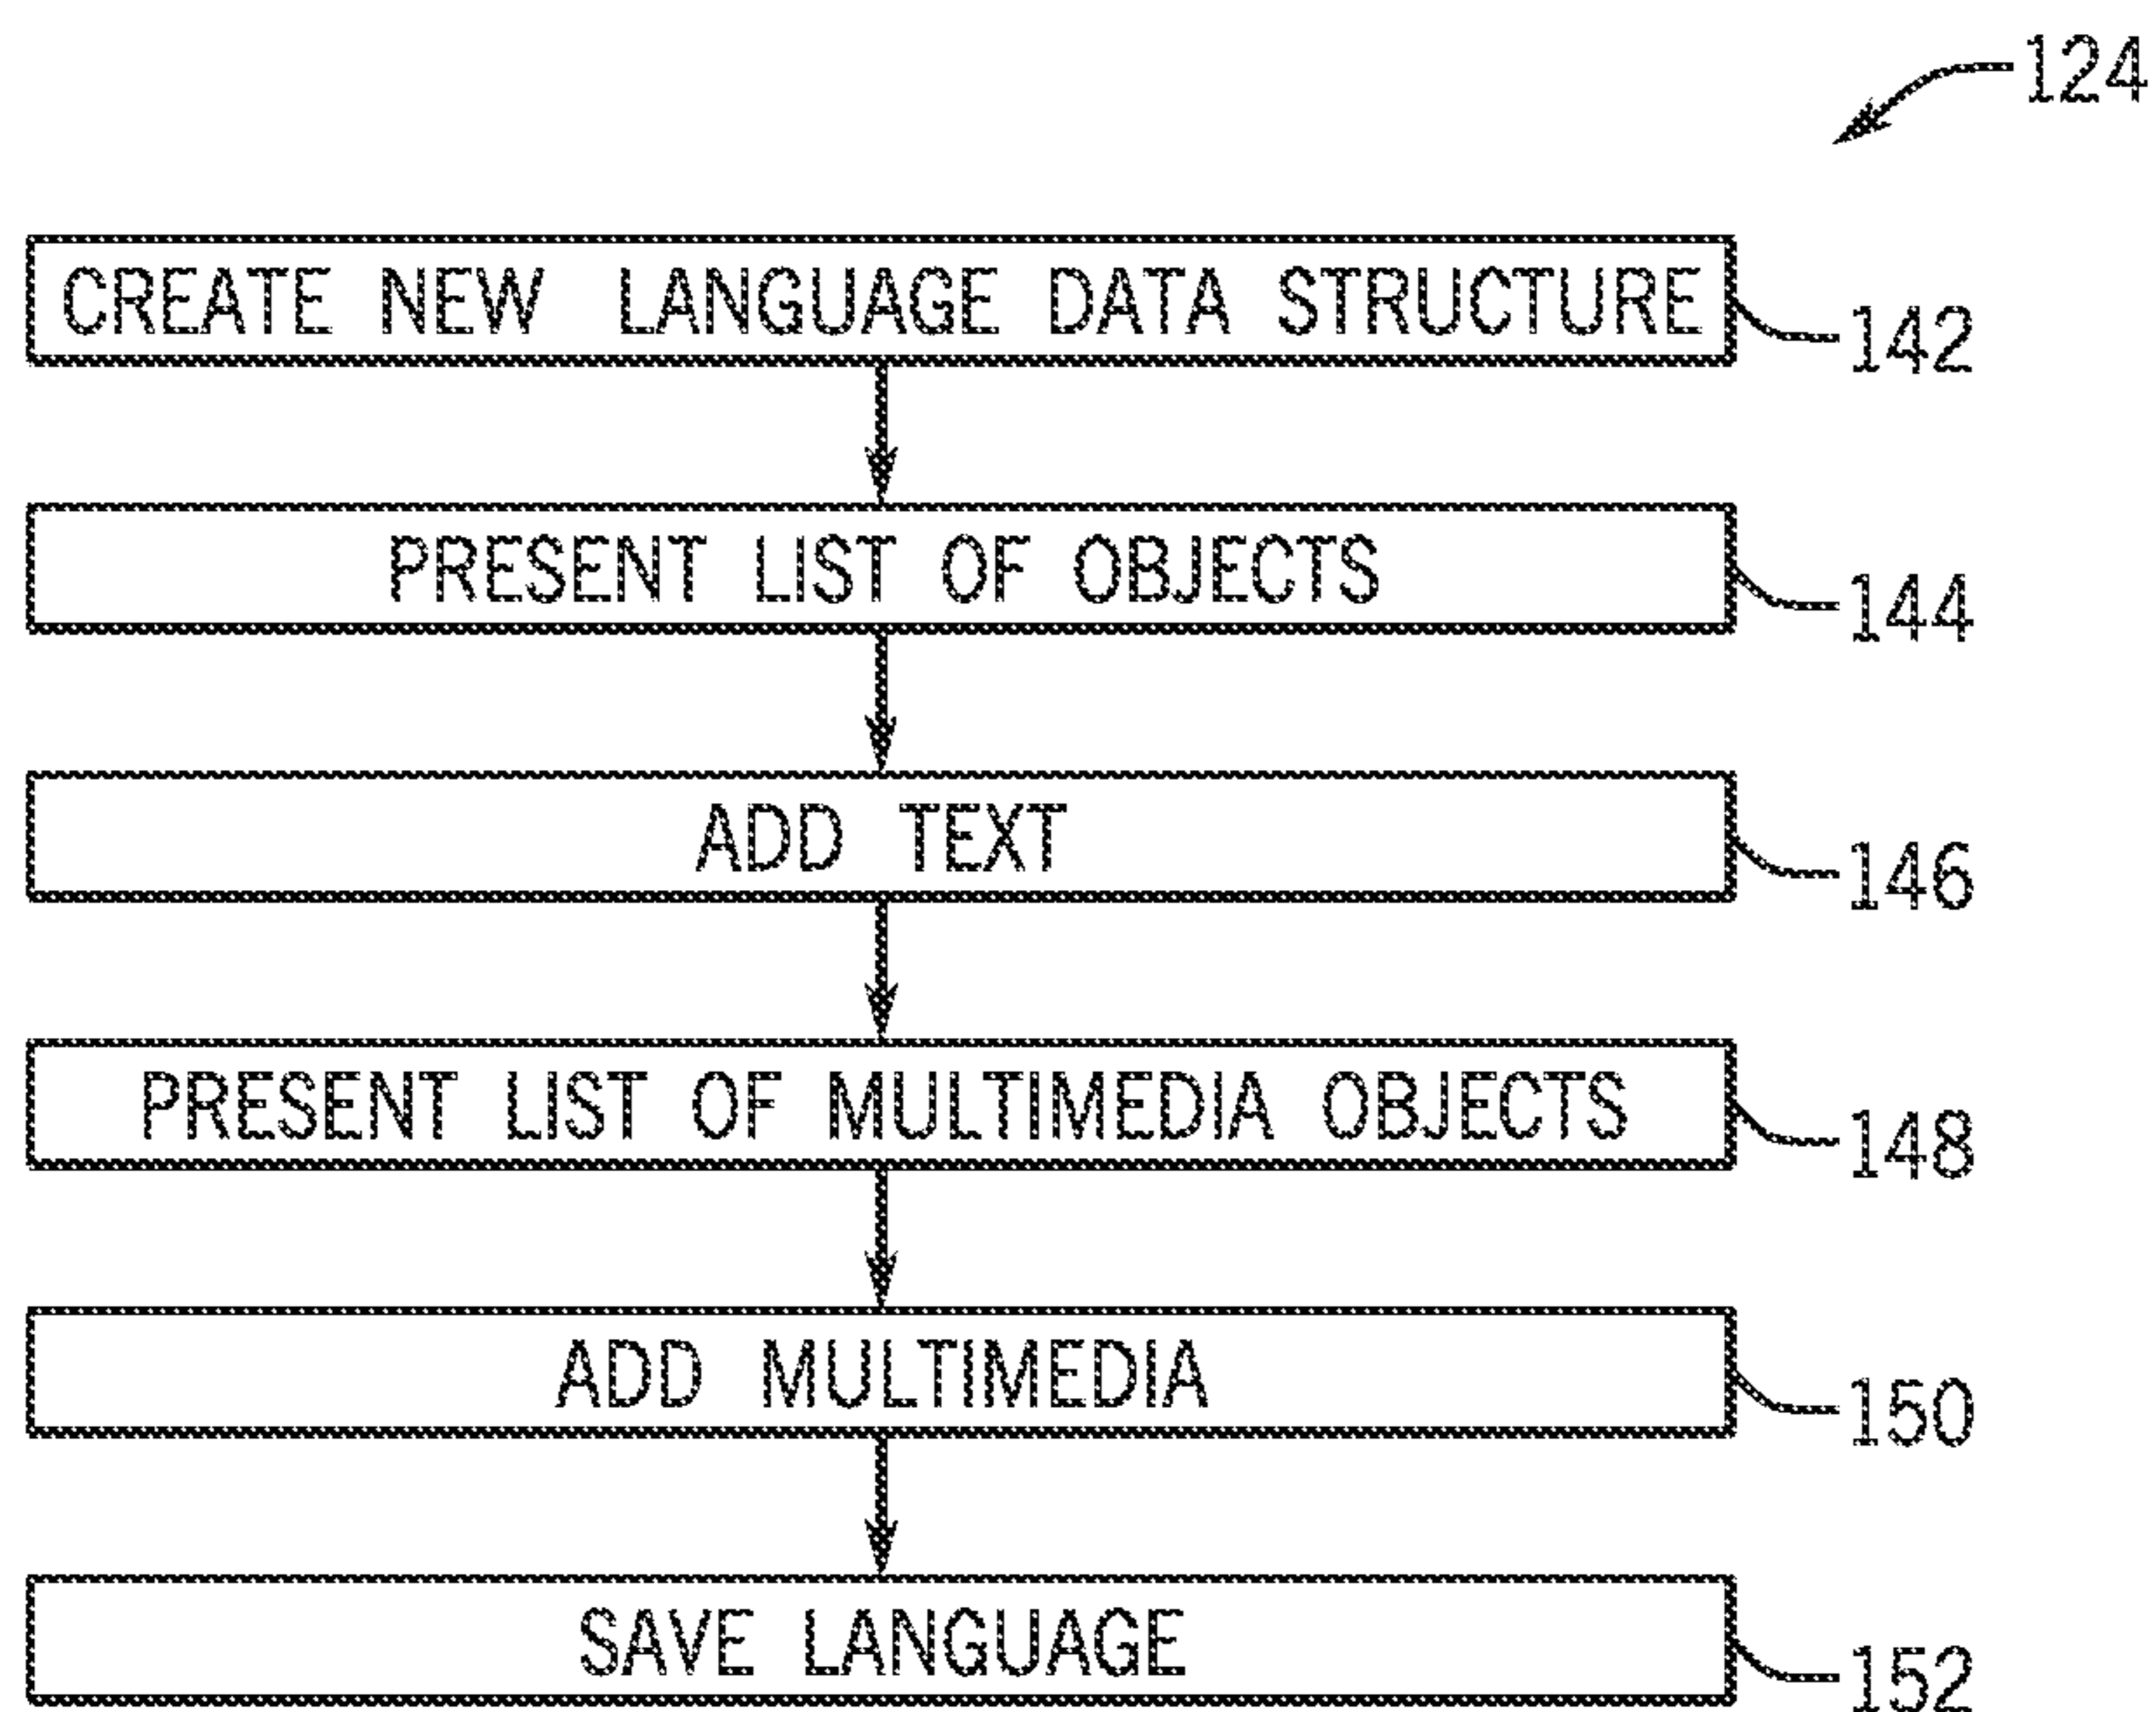 124
CREATE NEW LANGUAGE DATA STRUCTURE
142
PRESENT LIST OF OBJECTS
144
ADD TEXT
146
PRESENT LIST OF MULTIMEDIA OBJECTS
148
ADD MULTIMEDIA
150
SAVE LANGUAGE
152